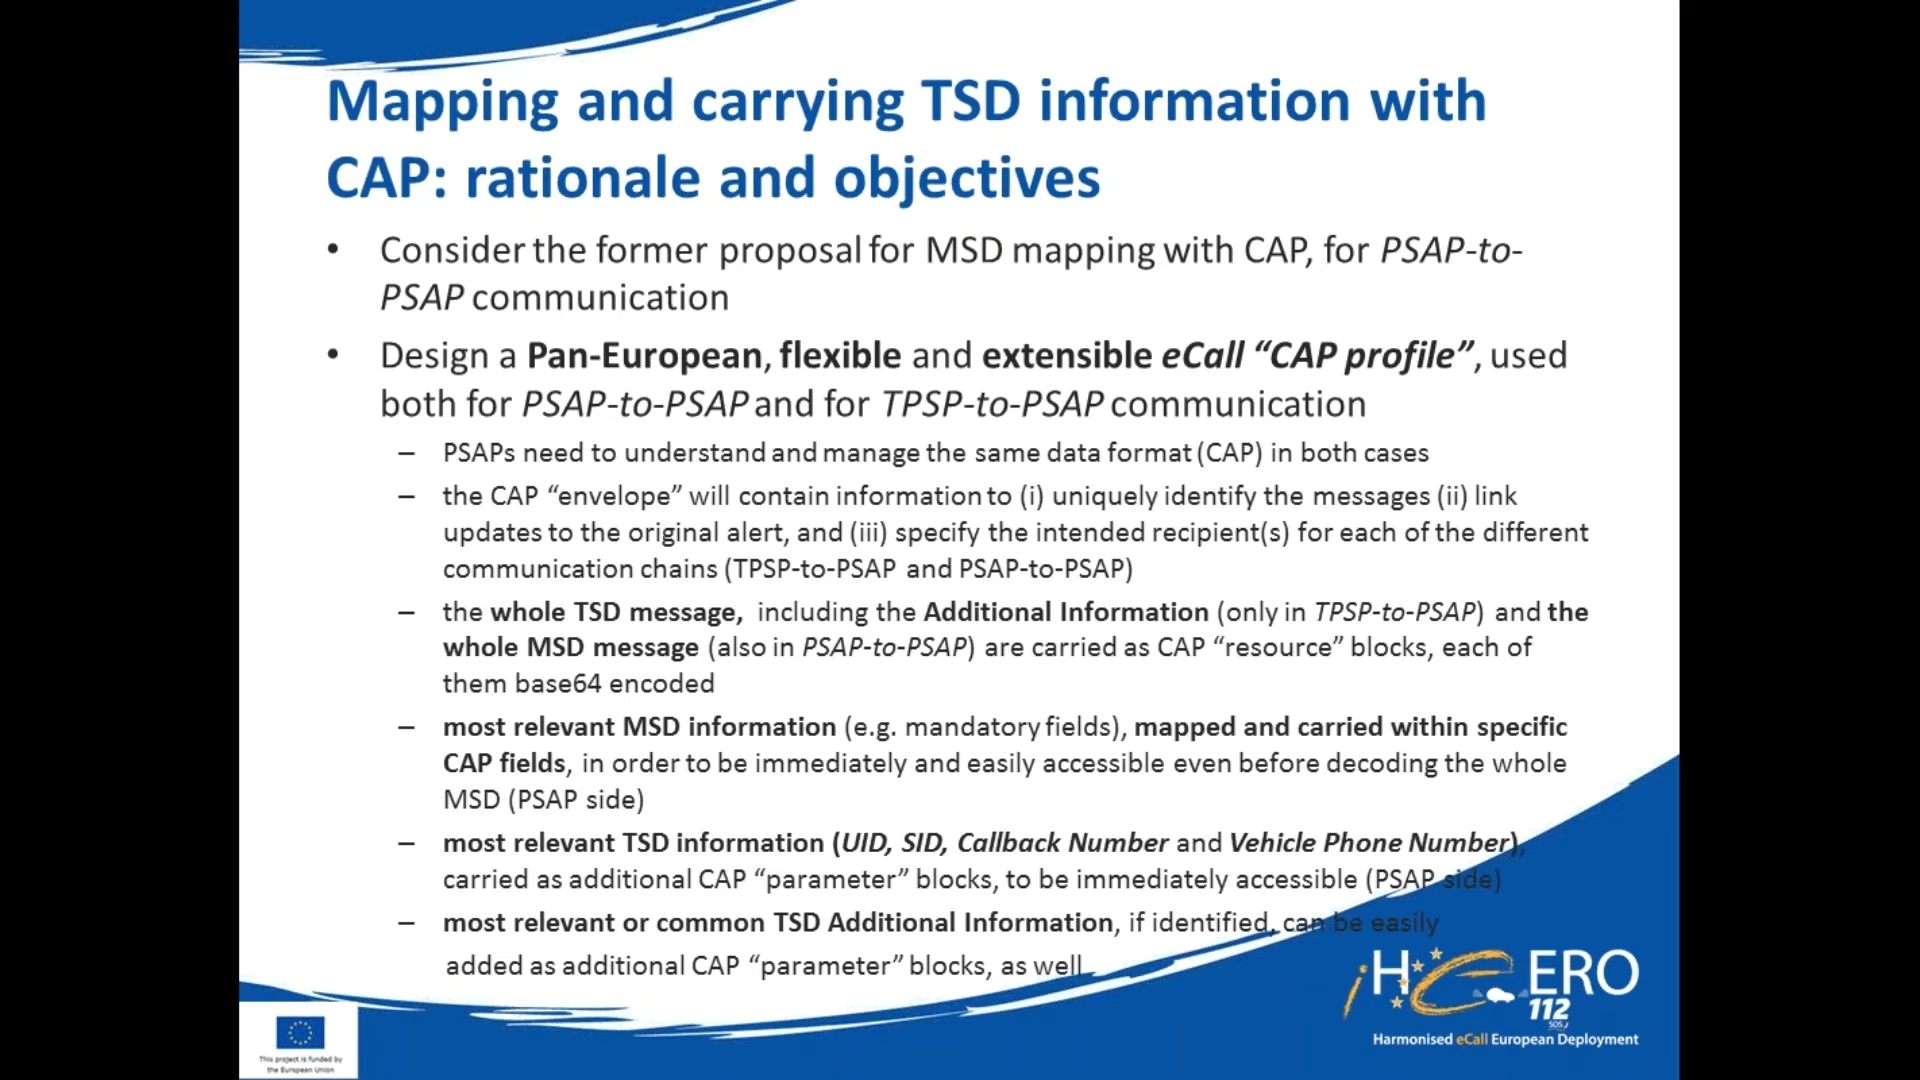 Mapping and carrying TSD information with
CAP: rationale and objectives
• Consider the former proposal for MSD mapping with CAP, for PSAP-to-
PSAP communication
• Design a Pan-European, flexible and extensible eCall “CAP profile”, used
both for PSAP-to-PSAP and for TPSP-to-PSAP communication
– PSAPs need to understand and manage the same data format (CAP) in both cases
– the CAP “envelope” will contain information to (i) uniquely identify the messages (ii) link
updates to the original alert, and (iii) specify the intended recipient(s) for each of the different
communication chains (TPSP-to-PSAP and PSAP-to-PSAP)
– the whole TSD message, including the Additional Information (only in TPSP-to-PSAP) and the
whole MSD message (also in PSAP-to-PSAP) are carried as CAP “resource” blocks, each of
them base64 encoded
– most relevant MSD information (e.g. mandatory fields), mapped and carried within specific
CAP fields, in order to be immediately and easily accessible even before decoding the whole
MSD (PSAP side)
– most relevant TSD information (UID, SID, Callback Number and Vehicle Phone Number),
carried as additional CAP “parameter” blocks, to be immediately accessible (PSAP side)
– most relevant or common TSD Additional Information, if identified, can be easily
added as additional CAP “parameter” blocks, as well
iHeERO
112
SOS
Harmonised eCall European Deployment
This project is funded by
the European Union